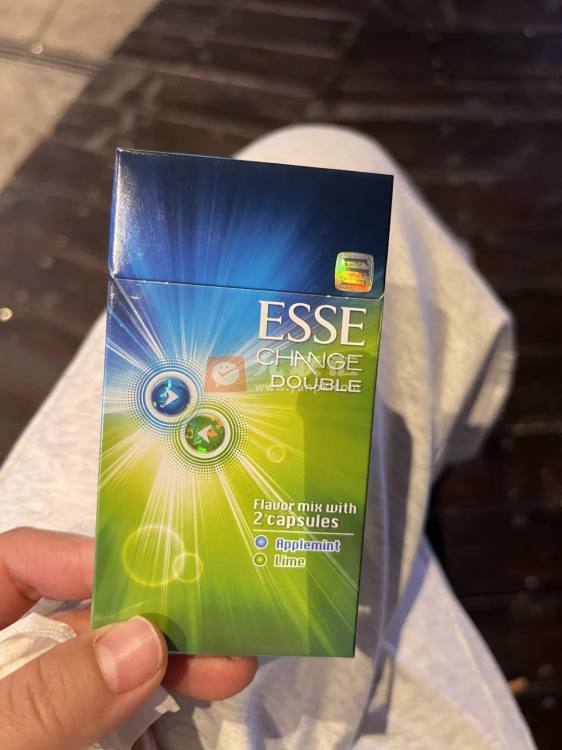 ESSE
CHANGE
DOUBLE
Flavor mix with
2 capsules
Applemint
Lime